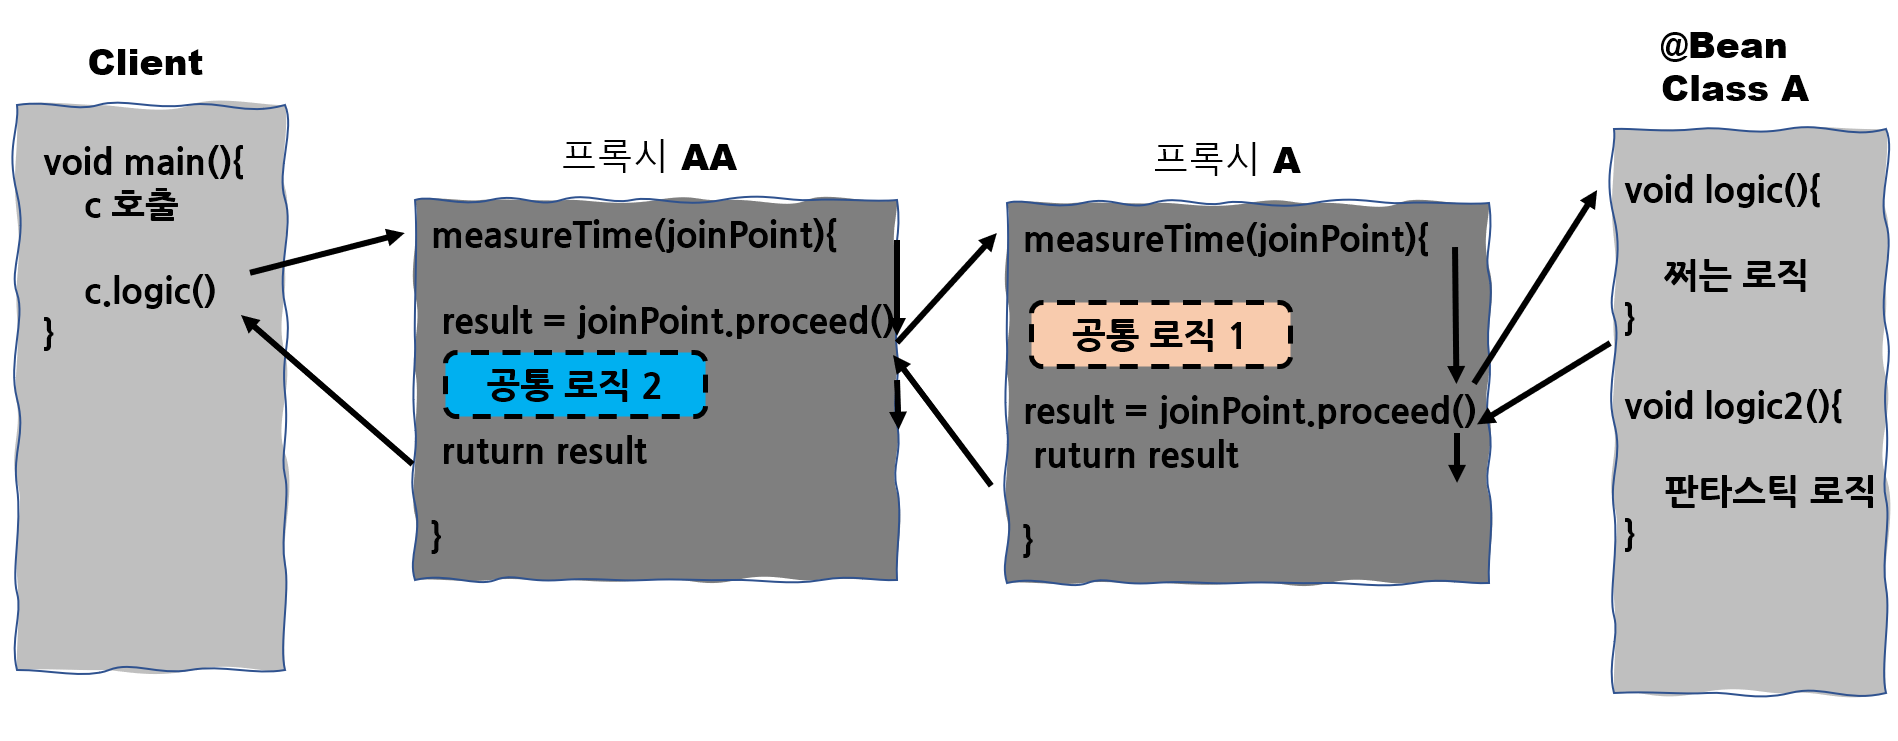 Client
void main(){
c 호출
c.logic()
}
프록시 AA
measureTime(joinPoint){
result = joinPoint.proceed()
공통 로직 2
ruturn result
}
프록시 A
measureTime(joinPoint){
공통 로직 1
result = joinPoint.proceed()
ruturn result
}
@Bean
Class A
void logic(){
쩌는 로직
}
void logic2(){
판타스틱 로직
}